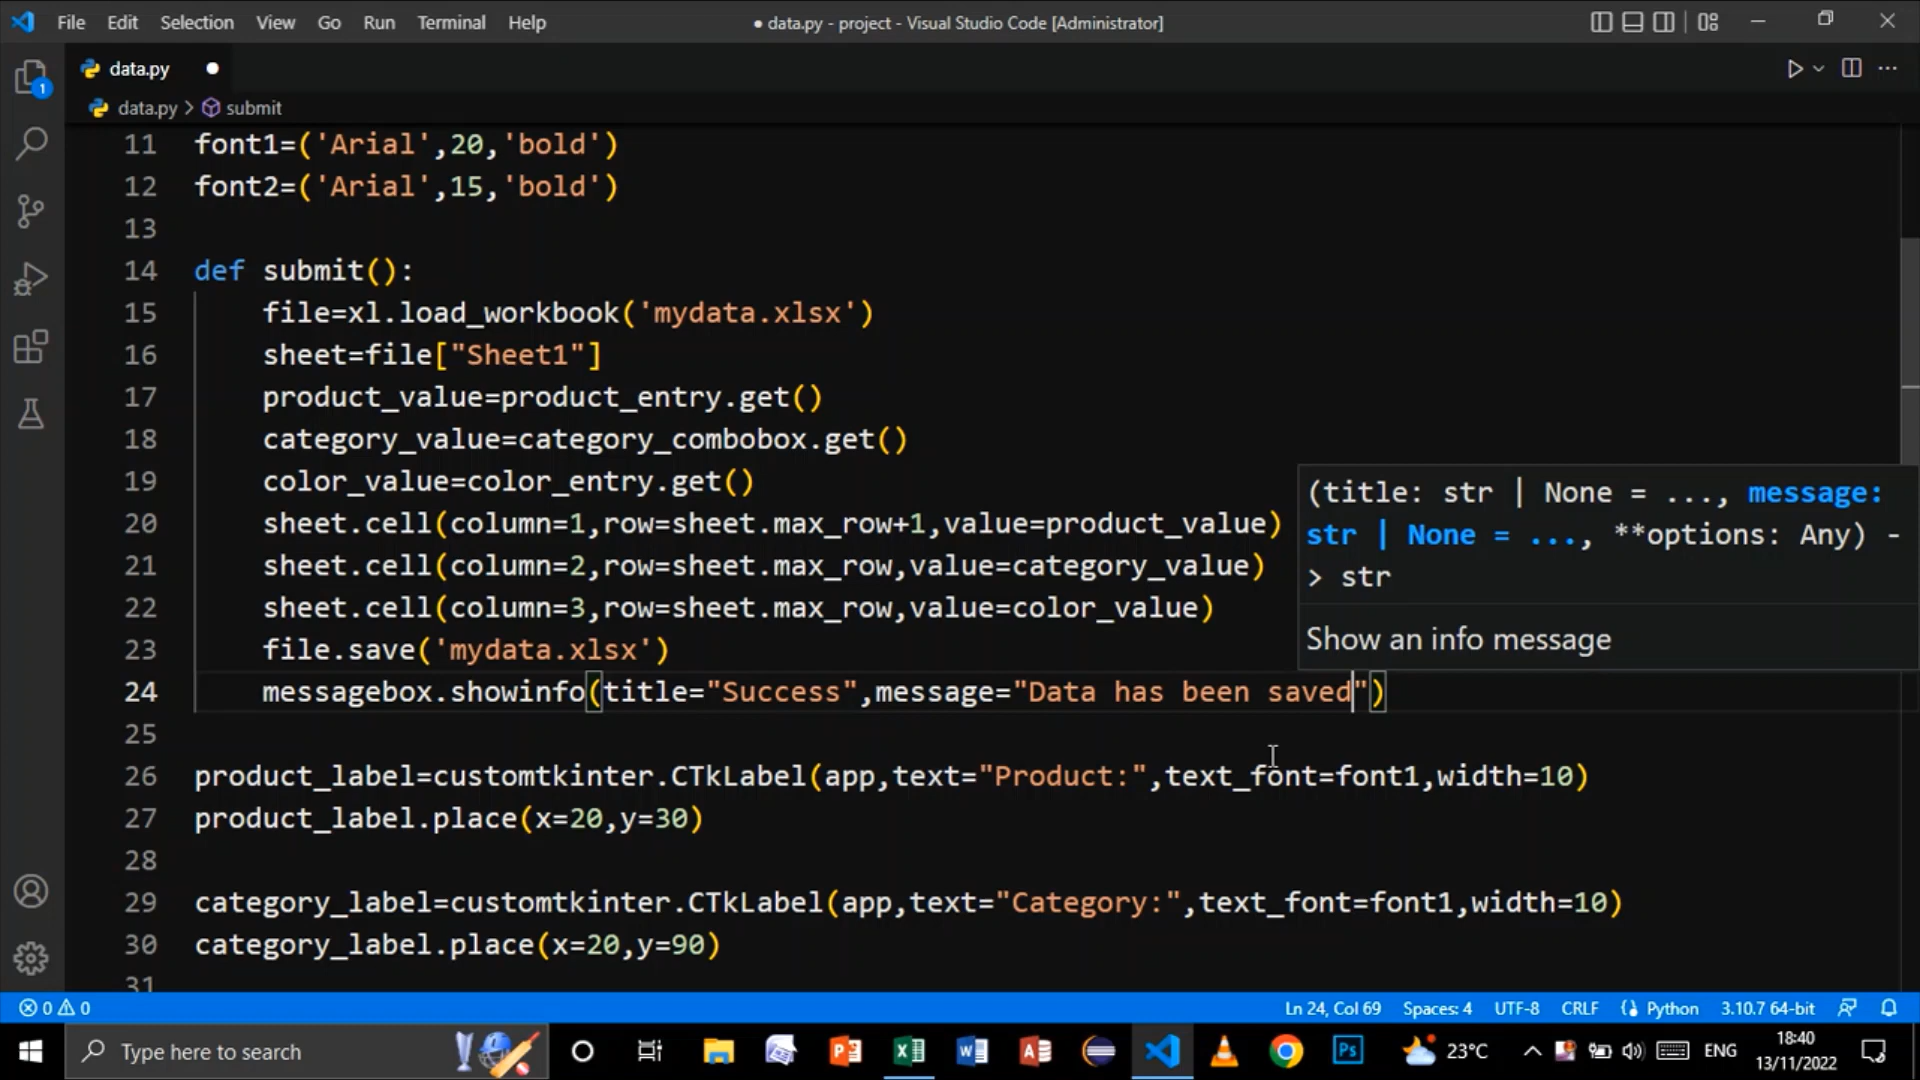 File Edit Selection View Go Run Terminal Help ● data.py - project - Visual Studio Code [Administrator]
data.py ●
data.py > submit
1
11 font1=('Arial',20,'bold')
12 font2=('Arial',15,'bold')
13
14 def submit():
15 file=xl.load_workbook('mydata.xlsx')
16 sheet=file["Sheet1"]
17 product_value=product_entry.get()
18 category_value=category_combobox.get()
19 color_value=color_entry.get()
20 sheet.cell(column=1,row=sheet.max_row+1,value=product_value)
21 sheet.cell(column=2,row=sheet.max_row,value=category_value)
22 sheet.cell(column=3,row=sheet.max_row,value=color_value)
23 file.save('mydata.xlsx')
24 messagebox.showinfo(title="Success",message="Data has been saved")
25
26 product_label=customtkinter.CTkLabel(app,text="Product:",text_font=font1,width=10)
27 product_label.place(x=20,y=30)
28
29 category_label=customtkinter.CTkLabel(app,text="Category:",text_font=font1,width=10)
30 category_label.place(x=20,y=90)
31
(title: str | None = ..., message:
str | None = ..., **options: Any) -
> str
Show an info message
0 0 Ln 24, Col 69 Spaces: 4 UTF-8 CRLF Python 3.10.7 64-bit
Type here to search 23°C ENG 18:40
13/11/2022
Ps